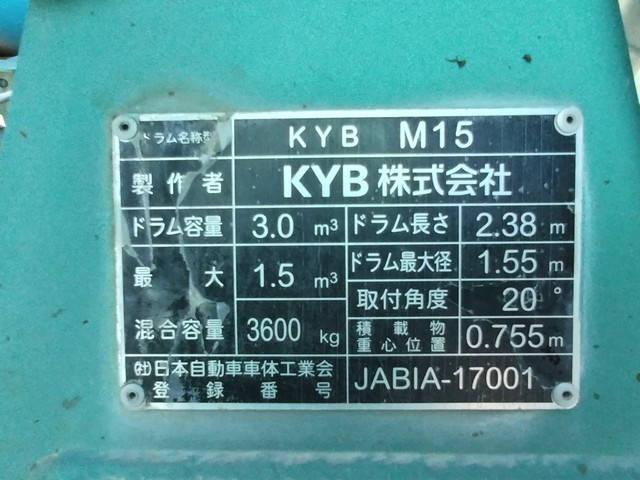 ドラム名称型 KYB M15
製作者 KYB株式会社
ドラム容量 3.0 m³ ドラム長さ 2.38 m
最大 1.5 m³ ドラム最大径 1.55 m
取付角度 20°
混合容量 3600 kg 積載物重心位置 0.755m
㈳日本自動車車体工業会
登録番号 JABIA-17001